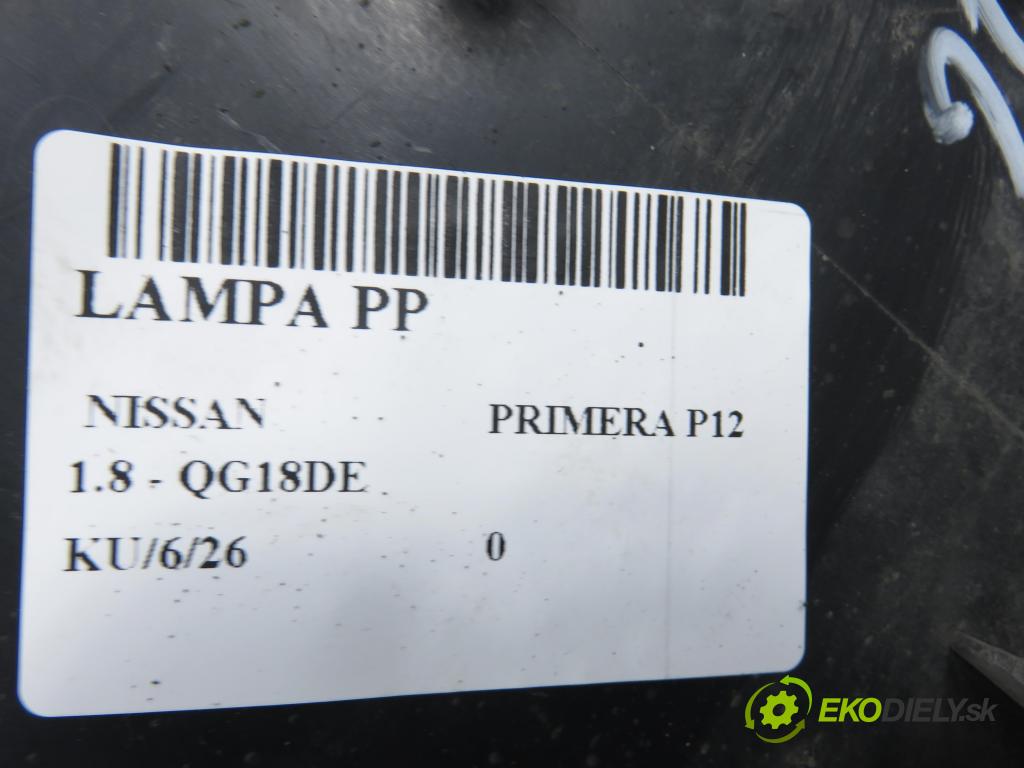 LAMPA PP
NISSAN PRIMERA P12
1.8 - QG18DE
KU/6/26 0
EKODIELY.sk